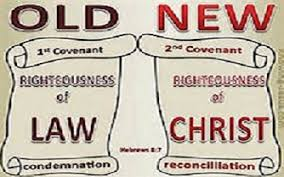 OLD NEW
1st Covenant
RIGHTEOUSNESS
of
LAW
condemnation
2nd Covenant
RIGHTEOUSNESS
of
CHRIST
reconciliation
Hebrews 8:7